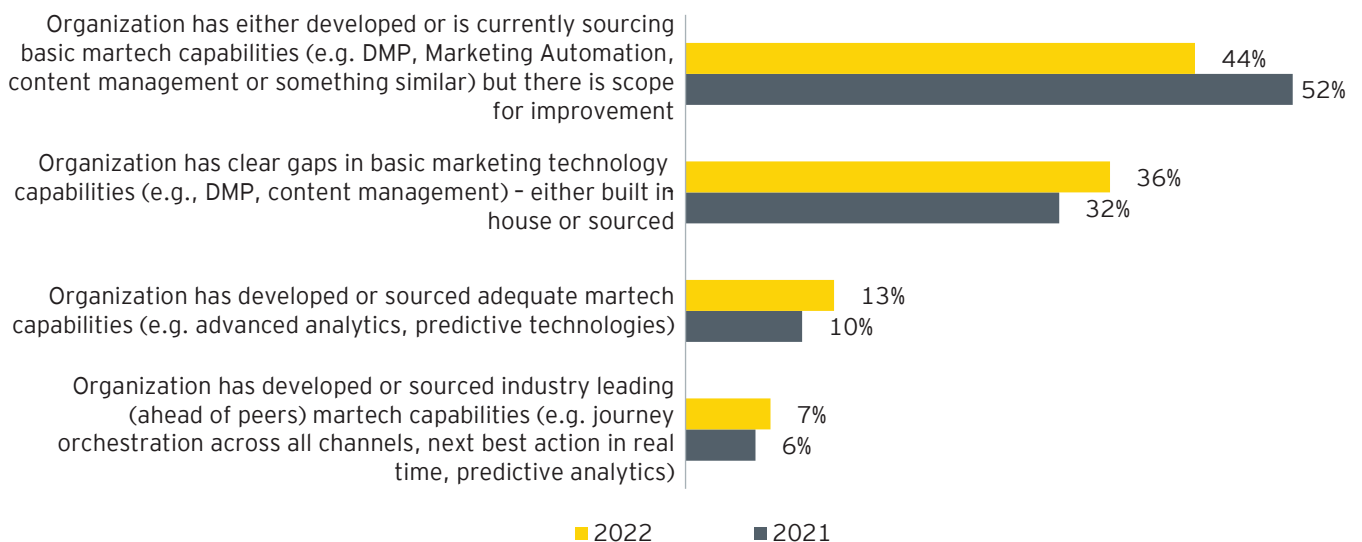 Organization has either developed or is currently sourcing
basic martech capabilities (e.g. DMP, Marketing Automation,
content management or something similar) but there is scope
for improvement
44%
52%
Organization has clear gaps in basic marketing technology
capabilities (e.g., DMP, content management) – either built in-
house or sourced
36%
32%
Organization has developed or sourced adequate martech
capabilities (e.g. advanced analytics, predictive technologies)
13%
10%
Organization has developed or sourced industry leading
(ahead of peers) martech capabilities (e.g. journey
orchestration across all channels, next best action in real
time, predictive analytics)
7%
6%
2022 2021